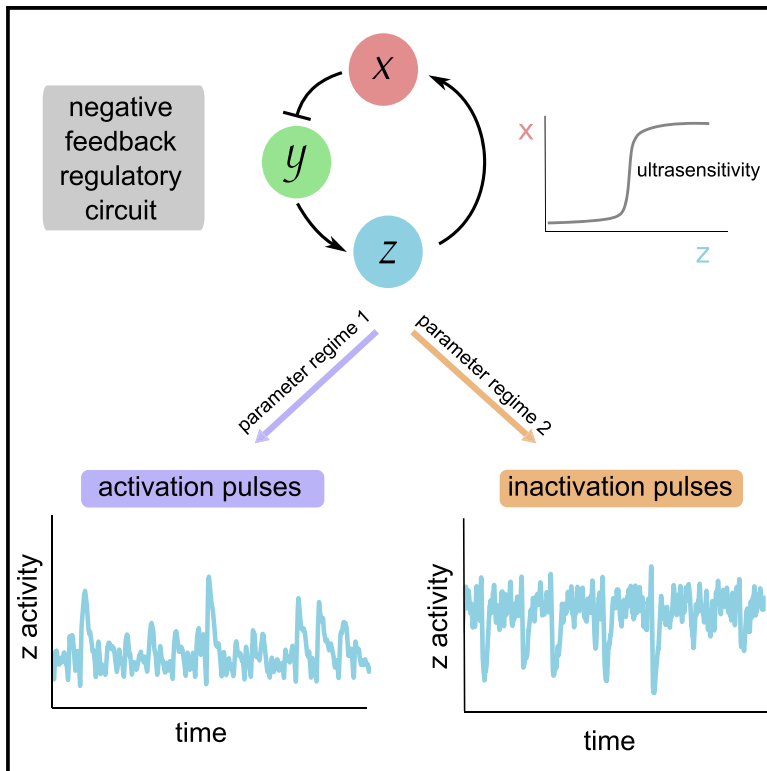 negative
feedback
regulatory
circuit
x
y
z
x
ultrasensitivity
z
parameter regime 1
parameter regime 2
activation pulses
inactivation pulses
z activity
time
z activity
time